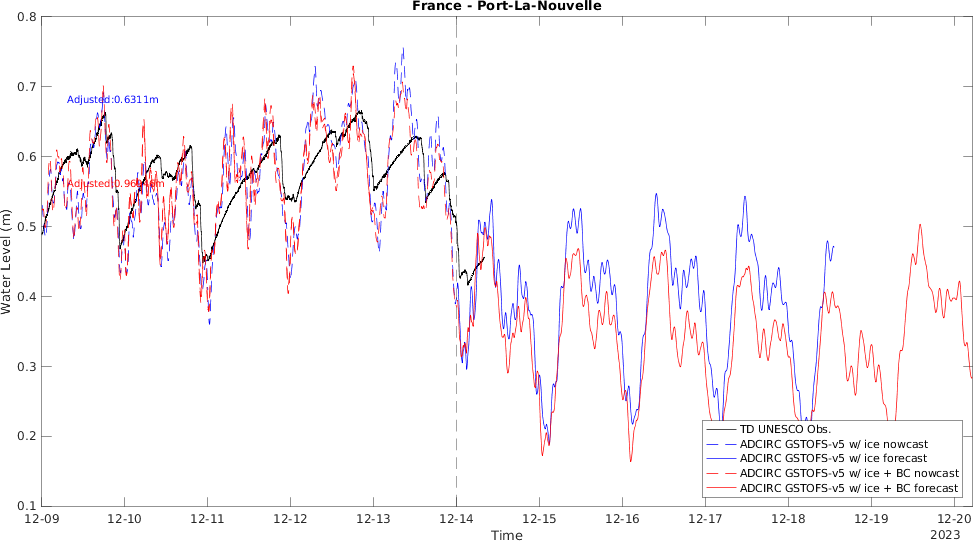 France - Port-La-Nouvelle
0.8
0.7
0.6
0.5
0.4
0.3
0.2
0.1
Water Level (m)
Adjusted:0.6311m
TD UNESCO Obs.
ADCIRC GSTOFS-v5 w/ ice nowcast
ADCIRC GSTOFS-v5 w/ ice forecast
ADCIRC GSTOFS-v5 w/ ice + BC nowcast
ADCIRC GSTOFS-v5 w/ ice + BC forecast
12-09 12-10 12-11 12-12 12-13 12-14 12-15 12-16 12-17 12-18 12-19 12-20
Time
2023